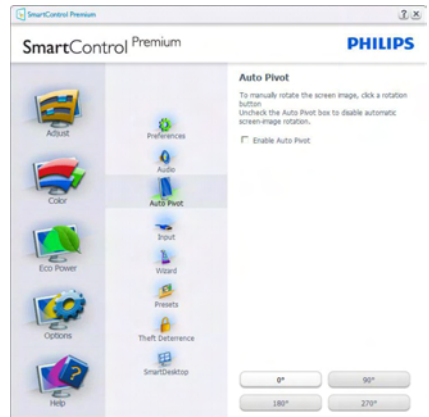 SmartControl Premium
SmartControl Premium
PHILIPS
Adjust
Color
Eco Power
Options
Help
Preferences
Audio
Auto Pivot
Input
Wizard
Presets
Theft Deterrence
SmartDesktop
Auto Pivot
To manually rotate the screen image, click a rotation
button
Uncheck the Auto Pivot box to disable automatic
screen-image rotation.
Enable Auto Pivot
0°
90°
180°
270°